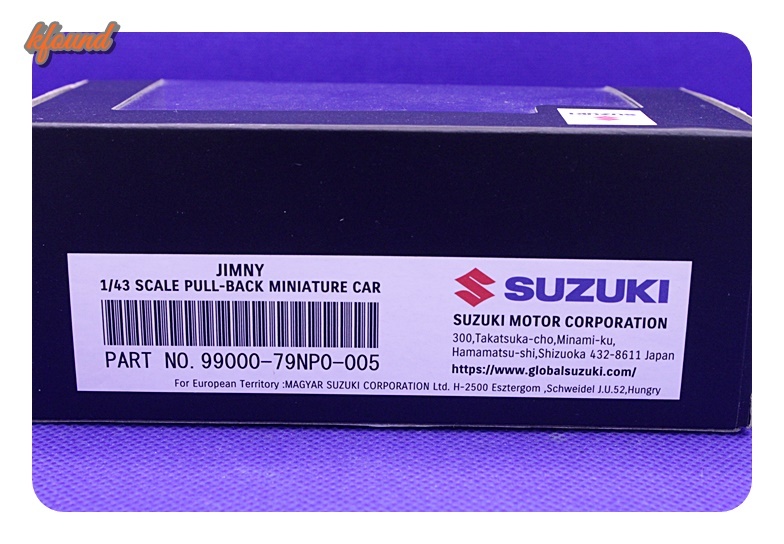 kfound
SUZUKI
JIMNY
1/43 SCALE PULL-BACK MINIATURE CAR
PART NO. 99000-79NP0-005
SUZUKI
SUZUKI MOTOR CORPORATION
300,Takatsuka-cho,Minami-ku,
Hamamatsu-shi,Shizuoka 432-8611 Japan
https://www.globalsuzuki.com/
For European Territory :MAGYAR SUZUKI CORPORATION Ltd. H-2500 Esztergom ,Schweidel J.U.52,Hungry